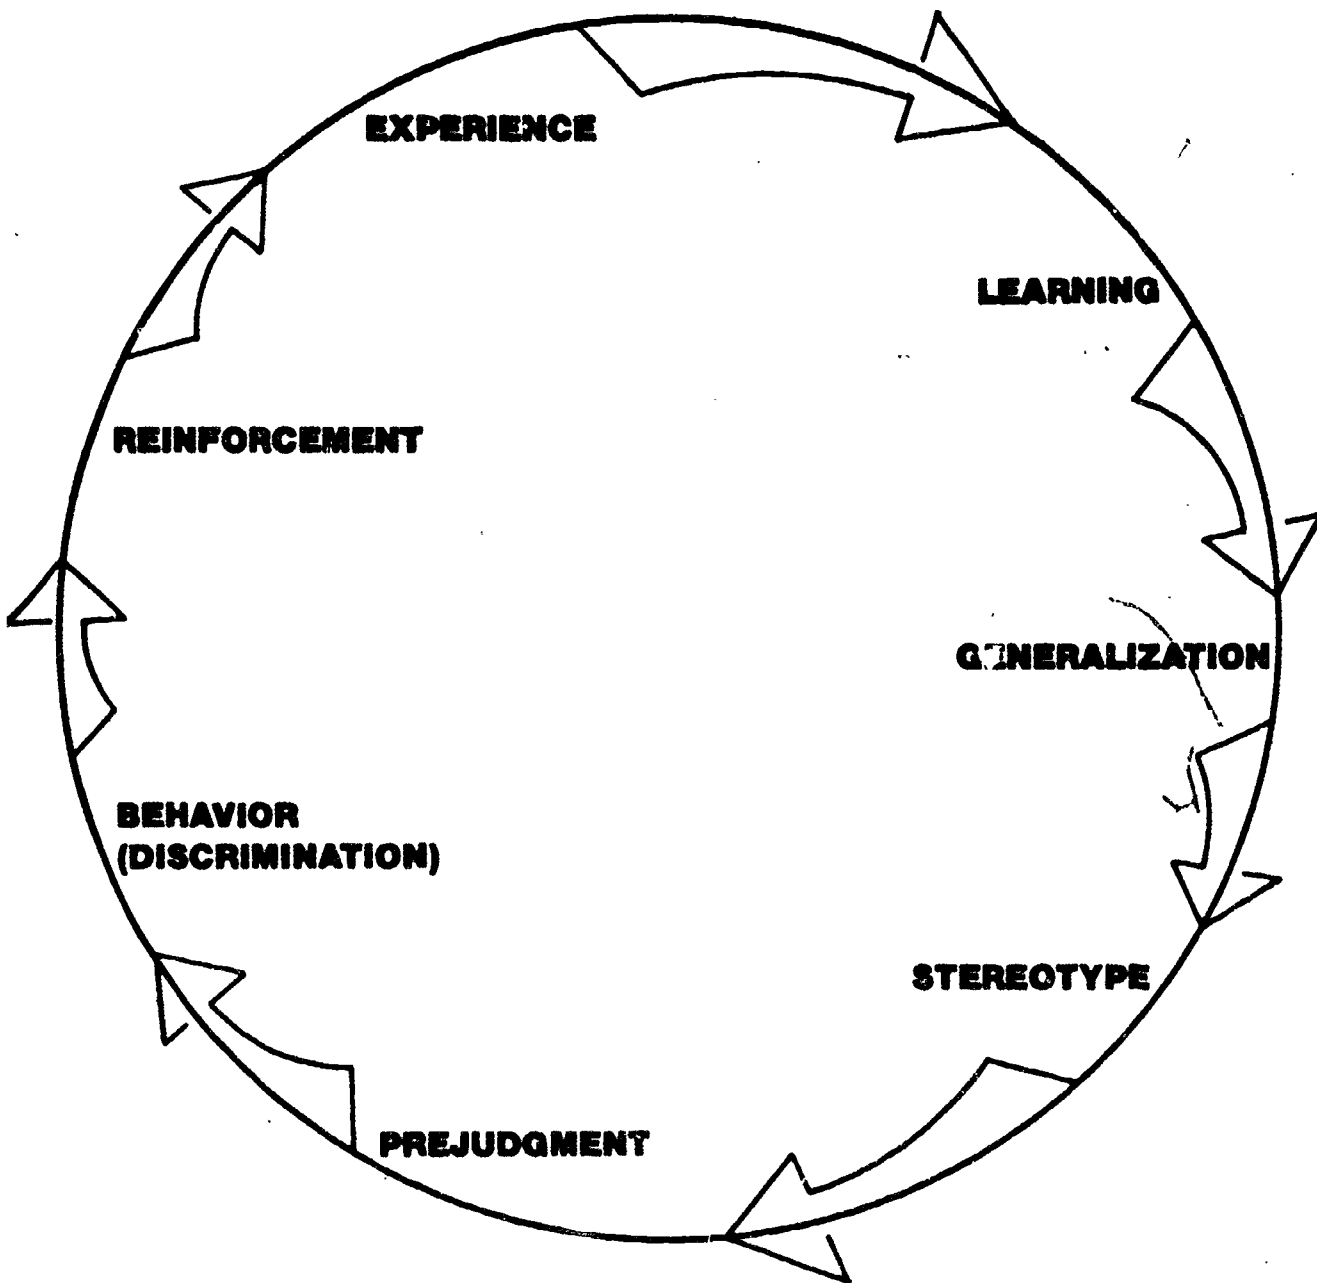 EXPERIENCE
LEARNING
GENERALIZATION
STEREOTYPE
PREJUDGMENT
BEHAVIOR
(DISCRIMINATION)
REINFORCEMENT